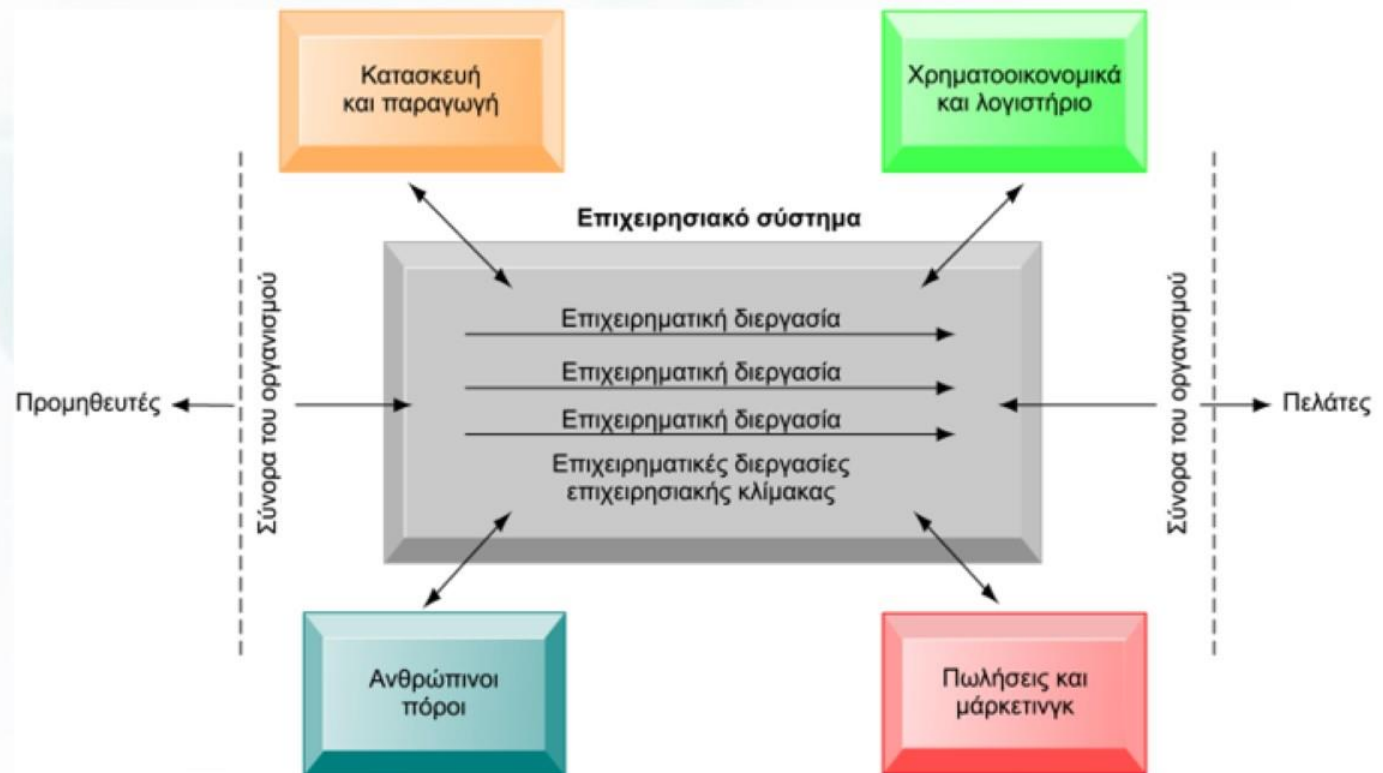 Κατασκευή
και παραγωγή
Χρηματοοικονομικά
και λογιστήριο
Επιχειρησιακό σύστημα
Επιχειρηματική διεργασία
Επιχειρηματική διεργασία
Επιχειρηματική διεργασία
Επιχειρηματικές διεργασίες
επιχειρησιακής κλίμακας
Προμηθευτές
Σύνορα του οργανισμού
Σύνορα του οργανισμού
Πελάτες
Ανθρώπινοι
πόροι
Πωλήσεις και
μάρκετινγκ